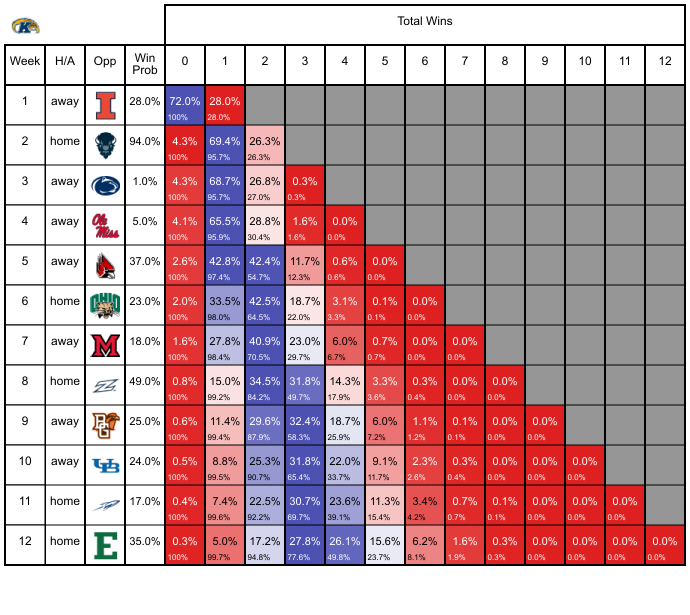 K
Total Wins
Week H/A Opp Win Prob 0 1 2 3 4 5 6 7 8 9 10 11 12
1 away I 28.0% 72.0% 28.0%
100% 28.0%
2 home 94.0% 4.3% 69.4% 26.3%
100% 95.7% 26.3%
3 away 1.0% 4.3% 68.7% 26.8% 0.3%
100% 95.7% 27.0% 0.3%
4 away Ole Miss 5.0% 4.1% 65.5% 28.8% 1.6% 0.0%
100% 95.9% 30.4% 1.6% 0.0%
5 away 37.0% 2.6% 42.8% 42.4% 11.7% 0.6% 0.0%
100% 97.4% 54.7% 12.3% 0.6% 0.0%
6 home OHIO 23.0% 2.0% 33.5% 42.5% 18.7% 3.1% 0.1% 0.0%
100% 98.0% 64.5% 22.0% 3.3% 0.1% 0.0%
7 away M 18.0% 1.6% 27.8% 40.9% 23.0% 6.0% 0.7% 0.0% 0.0%
100% 98.4% 70.5% 29.7% 6.7% 0.7% 0.0% 0.0%
8 home Z 49.0% 0.8% 15.0% 34.5% 31.8% 14.3% 3.3% 0.3% 0.0% 0.0%
100% 99.2% 84.2% 49.7% 17.9% 3.6% 0.4% 0.0% 0.0%
9 away BG 25.0% 0.6% 11.4% 29.6% 32.4% 18.7% 6.0% 1.1% 0.1% 0.0% 0.0%
100% 99.4% 87.9% 58.3% 25.9% 7.2% 1.2% 0.1% 0.0% 0.0%
10 away UB 24.0% 0.5% 8.8% 25.3% 31.8% 22.0% 9.1% 2.3% 0.3% 0.0% 0.0% 0.0%
100% 99.5% 90.7% 65.4% 33.7% 11.7% 2.6% 0.4% 0.0% 0.0% 0.0%
11 home 17.0% 0.4% 7.4% 22.5% 30.7% 23.6% 11.3% 3.4% 0.7% 0.1% 0.0% 0.0% 0.0%
100% 99.6% 92.2% 69.7% 39.1% 15.4% 4.2% 0.7% 0.1% 0.0% 0.0% 0.0%
12 home E 35.0% 0.3% 5.0% 17.2% 27.8% 26.1% 15.6% 6.2% 1.6% 0.3% 0.0% 0.0% 0.0% 0.0%
100% 99.7% 94.8% 77.6% 49.8% 23.7% 8.1% 1.9% 0.3% 0.0% 0.0% 0.0% 0.0%